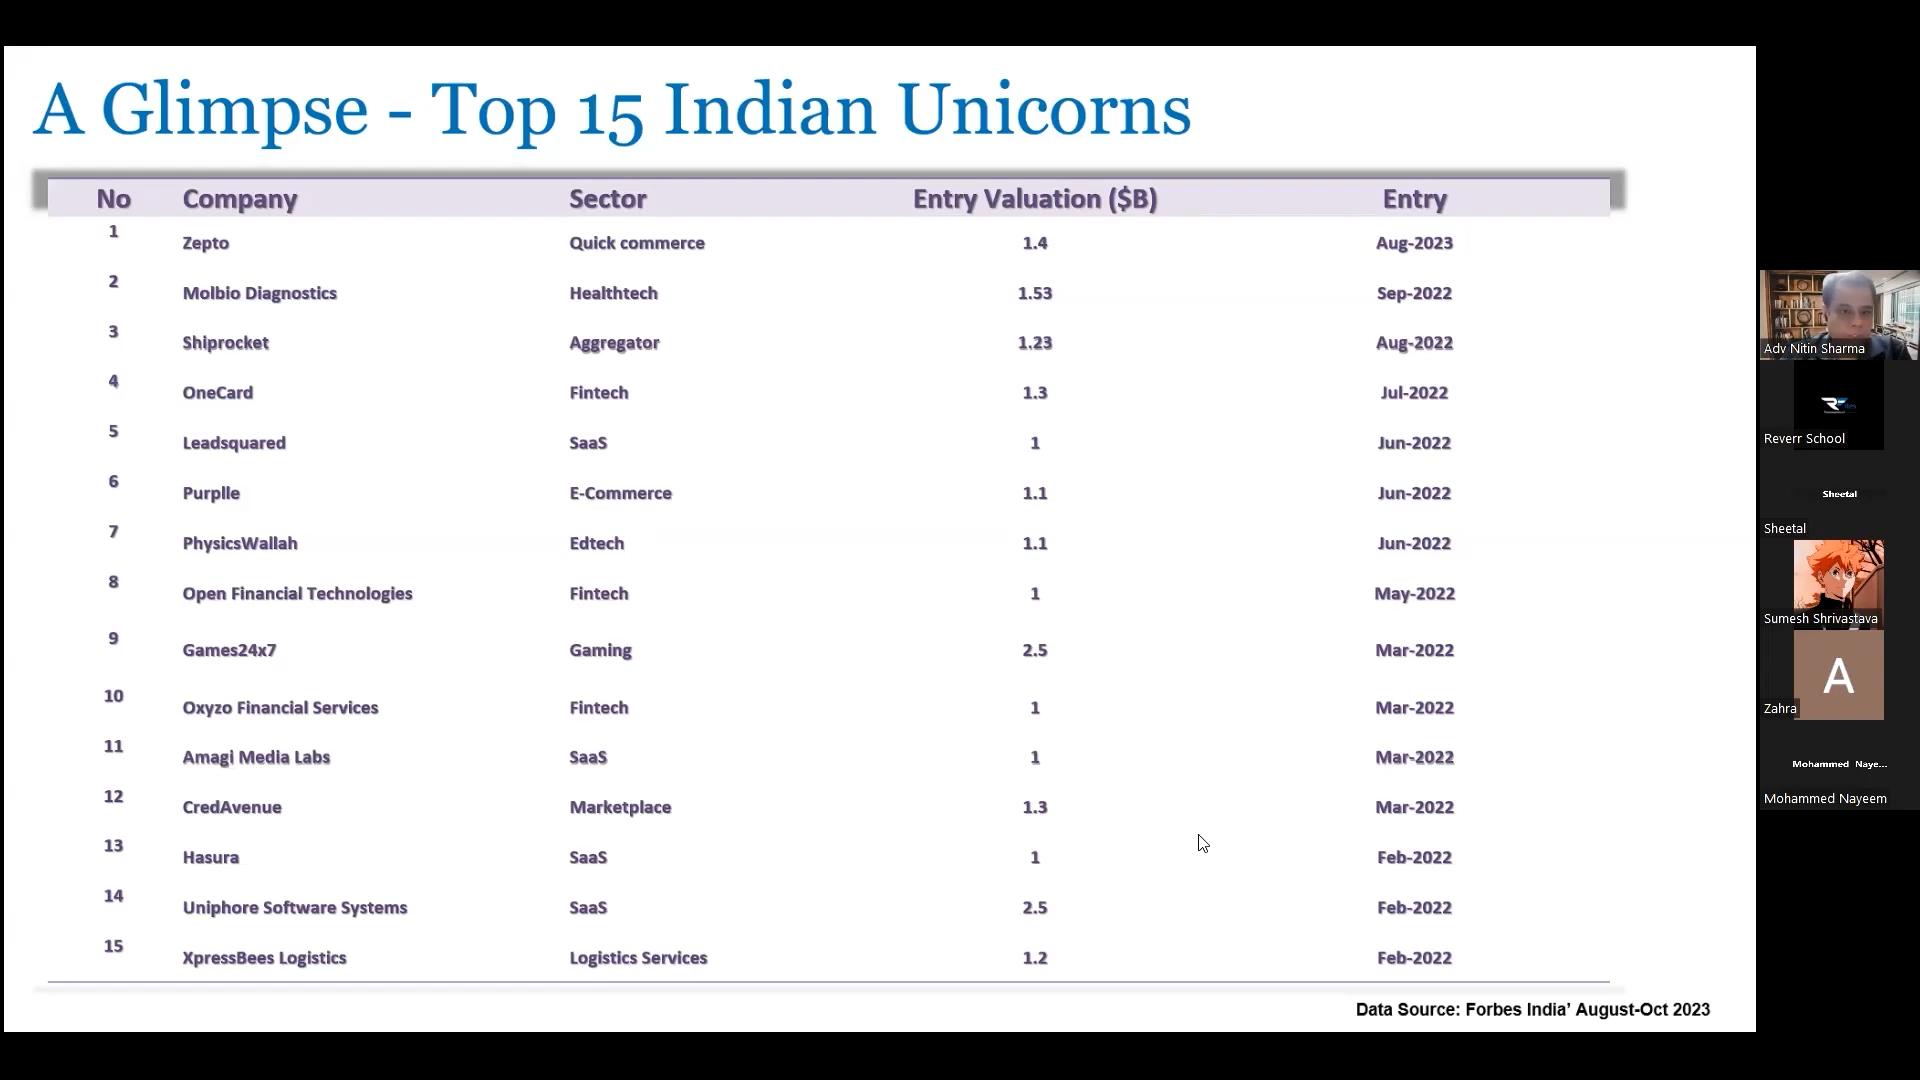 A Glimpse - Top 15 Indian Unicorns
No Company Sector Entry Valuation ($B) Entry
1 Zepto Quick commerce 1.4 Aug-2023
2 Molbio Diagnostics Healthtech 1.53 Sep-2022
3 Shiprocket Aggregator 1.23 Aug-2022
4 OneCard Fintech 1.3 Jul-2022
5 Leadsquared SaaS 1 Jun-2022
6 Purplle E-Commerce 1.1 Jun-2022
7 PhysicsWallah Edtech 1.1 Jun-2022
8 Open Financial Technologies Fintech 1 May-2022
9 Games24x7 Gaming 2.5 Mar-2022
10 Oxyzo Financial Services Fintech 1 Mar-2022
11 Amagi Media Labs SaaS 1 Mar-2022
12 CredAvenue Marketplace 1.3 Mar-2022
13 Hasura SaaS 1 Feb-2022
14 Uniphore Software Systems SaaS 2.5 Feb-2022
15 XpressBees Logistics Logistics Services 1.2 Feb-2022
Data Source: Forbes India’ August-Oct 2023
Adv Nitin Sharma
Reverr School
Sheetal
Sheetal
Sumesh Shrivastava
A
Zahra
Mohammed Naye...
Mohammed Nayeem